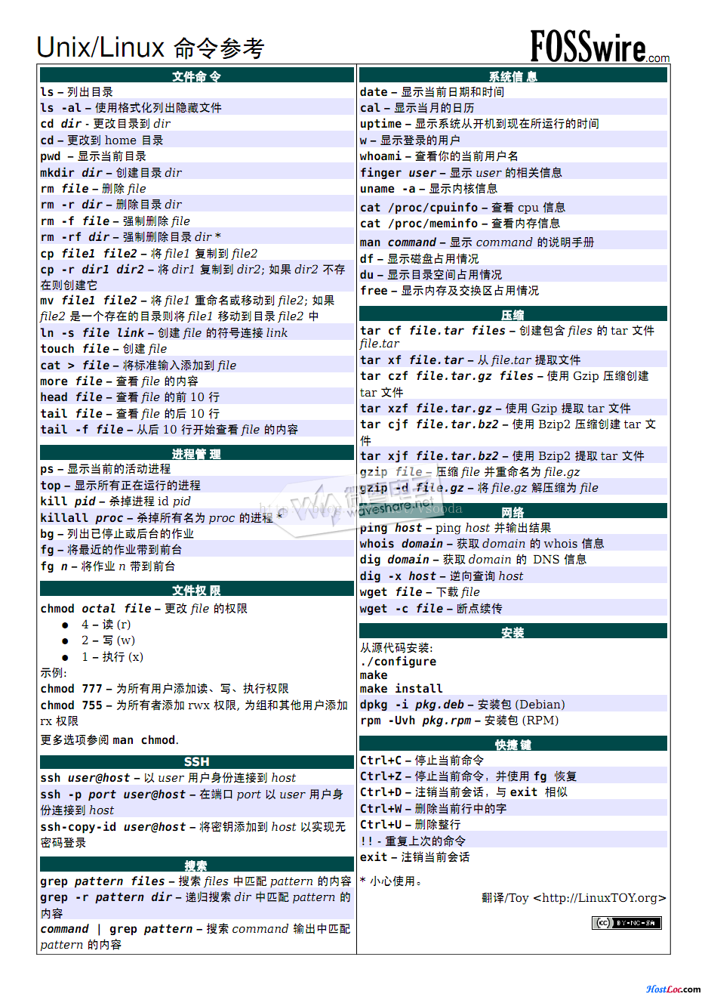 Unix/Linux 命令参考
FOSSwire.com
文件命令
ls – 列出目录
ls -al – 使用格式化列出隐藏文件
cd dir - 更改目录到 dir
cd – 更改到 home 目录
pwd – 显示当前目录
mkdir dir – 创建目录 dir
rm file – 删除 file
rm -r dir – 删除目录 dir
rm -f file – 强制删除 file
rm -rf dir – 强制删除目录 dir *
cp file1 file2 – 将 file1 复制到 file2
cp -r dir1 dir2 – 将 dir1 复制到 dir2; 如果 dir2 不存
在则创建它
mv file1 file2 – 将 file1 重命名或移动到 file2; 如果
file2 是一个存在的目录则将 file1 移动到目录 file2 中
ln -s file link – 创建 file 的符号连接 link
touch file – 创建 file
cat > file – 将标准输入添加到 file
more file – 查看 file 的内容
head file – 查看 file 的前 10 行
tail file – 查看 file 的后 10 行
tail -f file – 从后 10 行开始查看 file 的内容
进程管理
ps – 显示当前的活动进程
top – 显示所有正在运行的进程
kill pid – 杀掉进程 id pid
killall proc – 杀掉所有名为 proc 的进程 *
bg – 列出已停止或后台的作业
fg – 将最近的作业带到前台
fg n – 将作业 n 带到前台
文件权限
chmod octal file – 更改 file 的权限
● 4 – 读 (r)
● 2 – 写 (w)
● 1 – 执行 (x)
示例:
chmod 777 – 为所有用户添加读、写、执行权限
chmod 755 – 为所有者添加 rwx 权限, 为组和其他用户添加
rx 权限
更多选项参阅 man chmod.
SSH
ssh user@host – 以 user 用户身份连接到 host
ssh -p port user@host – 在端口 port 以 user 用户身
份连接到 host
ssh-copy-id user@host – 将密钥添加到 host 以实现无
密码登录
搜索
grep pattern files – 搜索 files 中匹配 pattern 的内容
grep -r pattern dir – 递归搜索 dir 中匹配 pattern 的
内容
command | grep pattern – 搜索 command 输出中匹配
pattern 的内容
系统信息
date – 显示当前日期和时间
cal – 显示当月的日历
uptime – 显示系统从开机到现在所运行的时间
w – 显示登录的用户
whoami – 查看你的当前用户名
finger user – 显示 user 的相关信息
uname -a – 显示内核信息
cat /proc/cpuinfo – 查看 cpu 信息
cat /proc/meminfo – 查看内存信息
man command – 显示 command 的说明手册
df – 显示磁盘占用情况
du – 显示目录空间占用情况
free – 显示内存及交换区占用情况
压缩
tar cf file.tar files – 创建包含 files 的 tar 文件
file.tar
tar xf file.tar – 从 file.tar 提取文件
tar czf file.tar.gz files – 使用 Gzip 压缩创建
tar 文件
tar xzf file.tar.gz – 使用 Gzip 提取 tar 文件
tar cjf file.tar.bz2 – 使用 Bzip2 压缩创建 tar 文
件
tar xjf file.tar.bz2 – 使用 Bzip2 提取 tar 文件
gzip file – 压缩 file 并重命名为 file.gz
gzip -d file.gz – 将 file.gz 解压缩为 file
微雪电子
waveshare.net
网络
ping host – ping host 并输出结果
whois domain – 获取 domain 的 whois 信息
dig domain – 获取 domain 的 DNS 信息
dig -x host – 逆向查询 host
wget file – 下载 file
wget -c file – 断点续传
安装
从源代码安装:
./configure
make
make install
dpkg -i pkg.deb – 安装包 (Debian)
rpm -Uvh pkg.rpm – 安装包 (RPM)
快捷键
Ctrl+C – 停止当前命令
Ctrl+Z – 停止当前命令，并使用 fg 恢复
Ctrl+D – 注销当前会话，与 exit 相似
Ctrl+W – 删除当前行中的字
Ctrl+U – 删除整行
!! - 重复上次的命令
exit – 注销当前会话
* 小心使用。
翻译/Toy <http://LinuxTOY.org>
(cc) BY-NC-SA
HostLoc.com